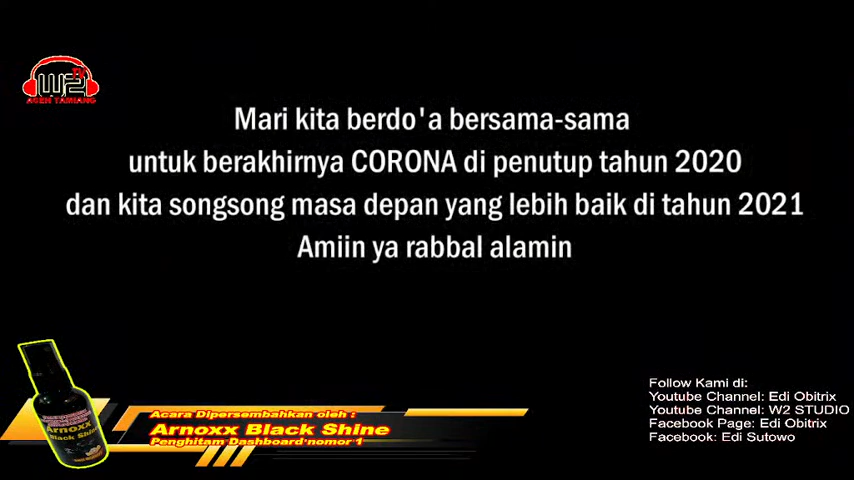 W2
TV
AGEN TAMIANG
Mari kita berdo'a bersama-sama
untuk berakhirnya CORONA di penutup tahun 2020
dan kita songsong masa depan yang lebih baik di tahun 2021
Amiin ya rabbal alamin
Arnoxx
Black Shine
Acara Dipersembahkan oleh :
Arnoxx Black Shine
Penghitam Dashboard nomor 1
Follow Kami di:
Youtube Channel: Edi Obitrix
Youtube Channel: W2 STUDIO
Facebook Page: Edi Obitrix
Facebook: Edi Sutowo